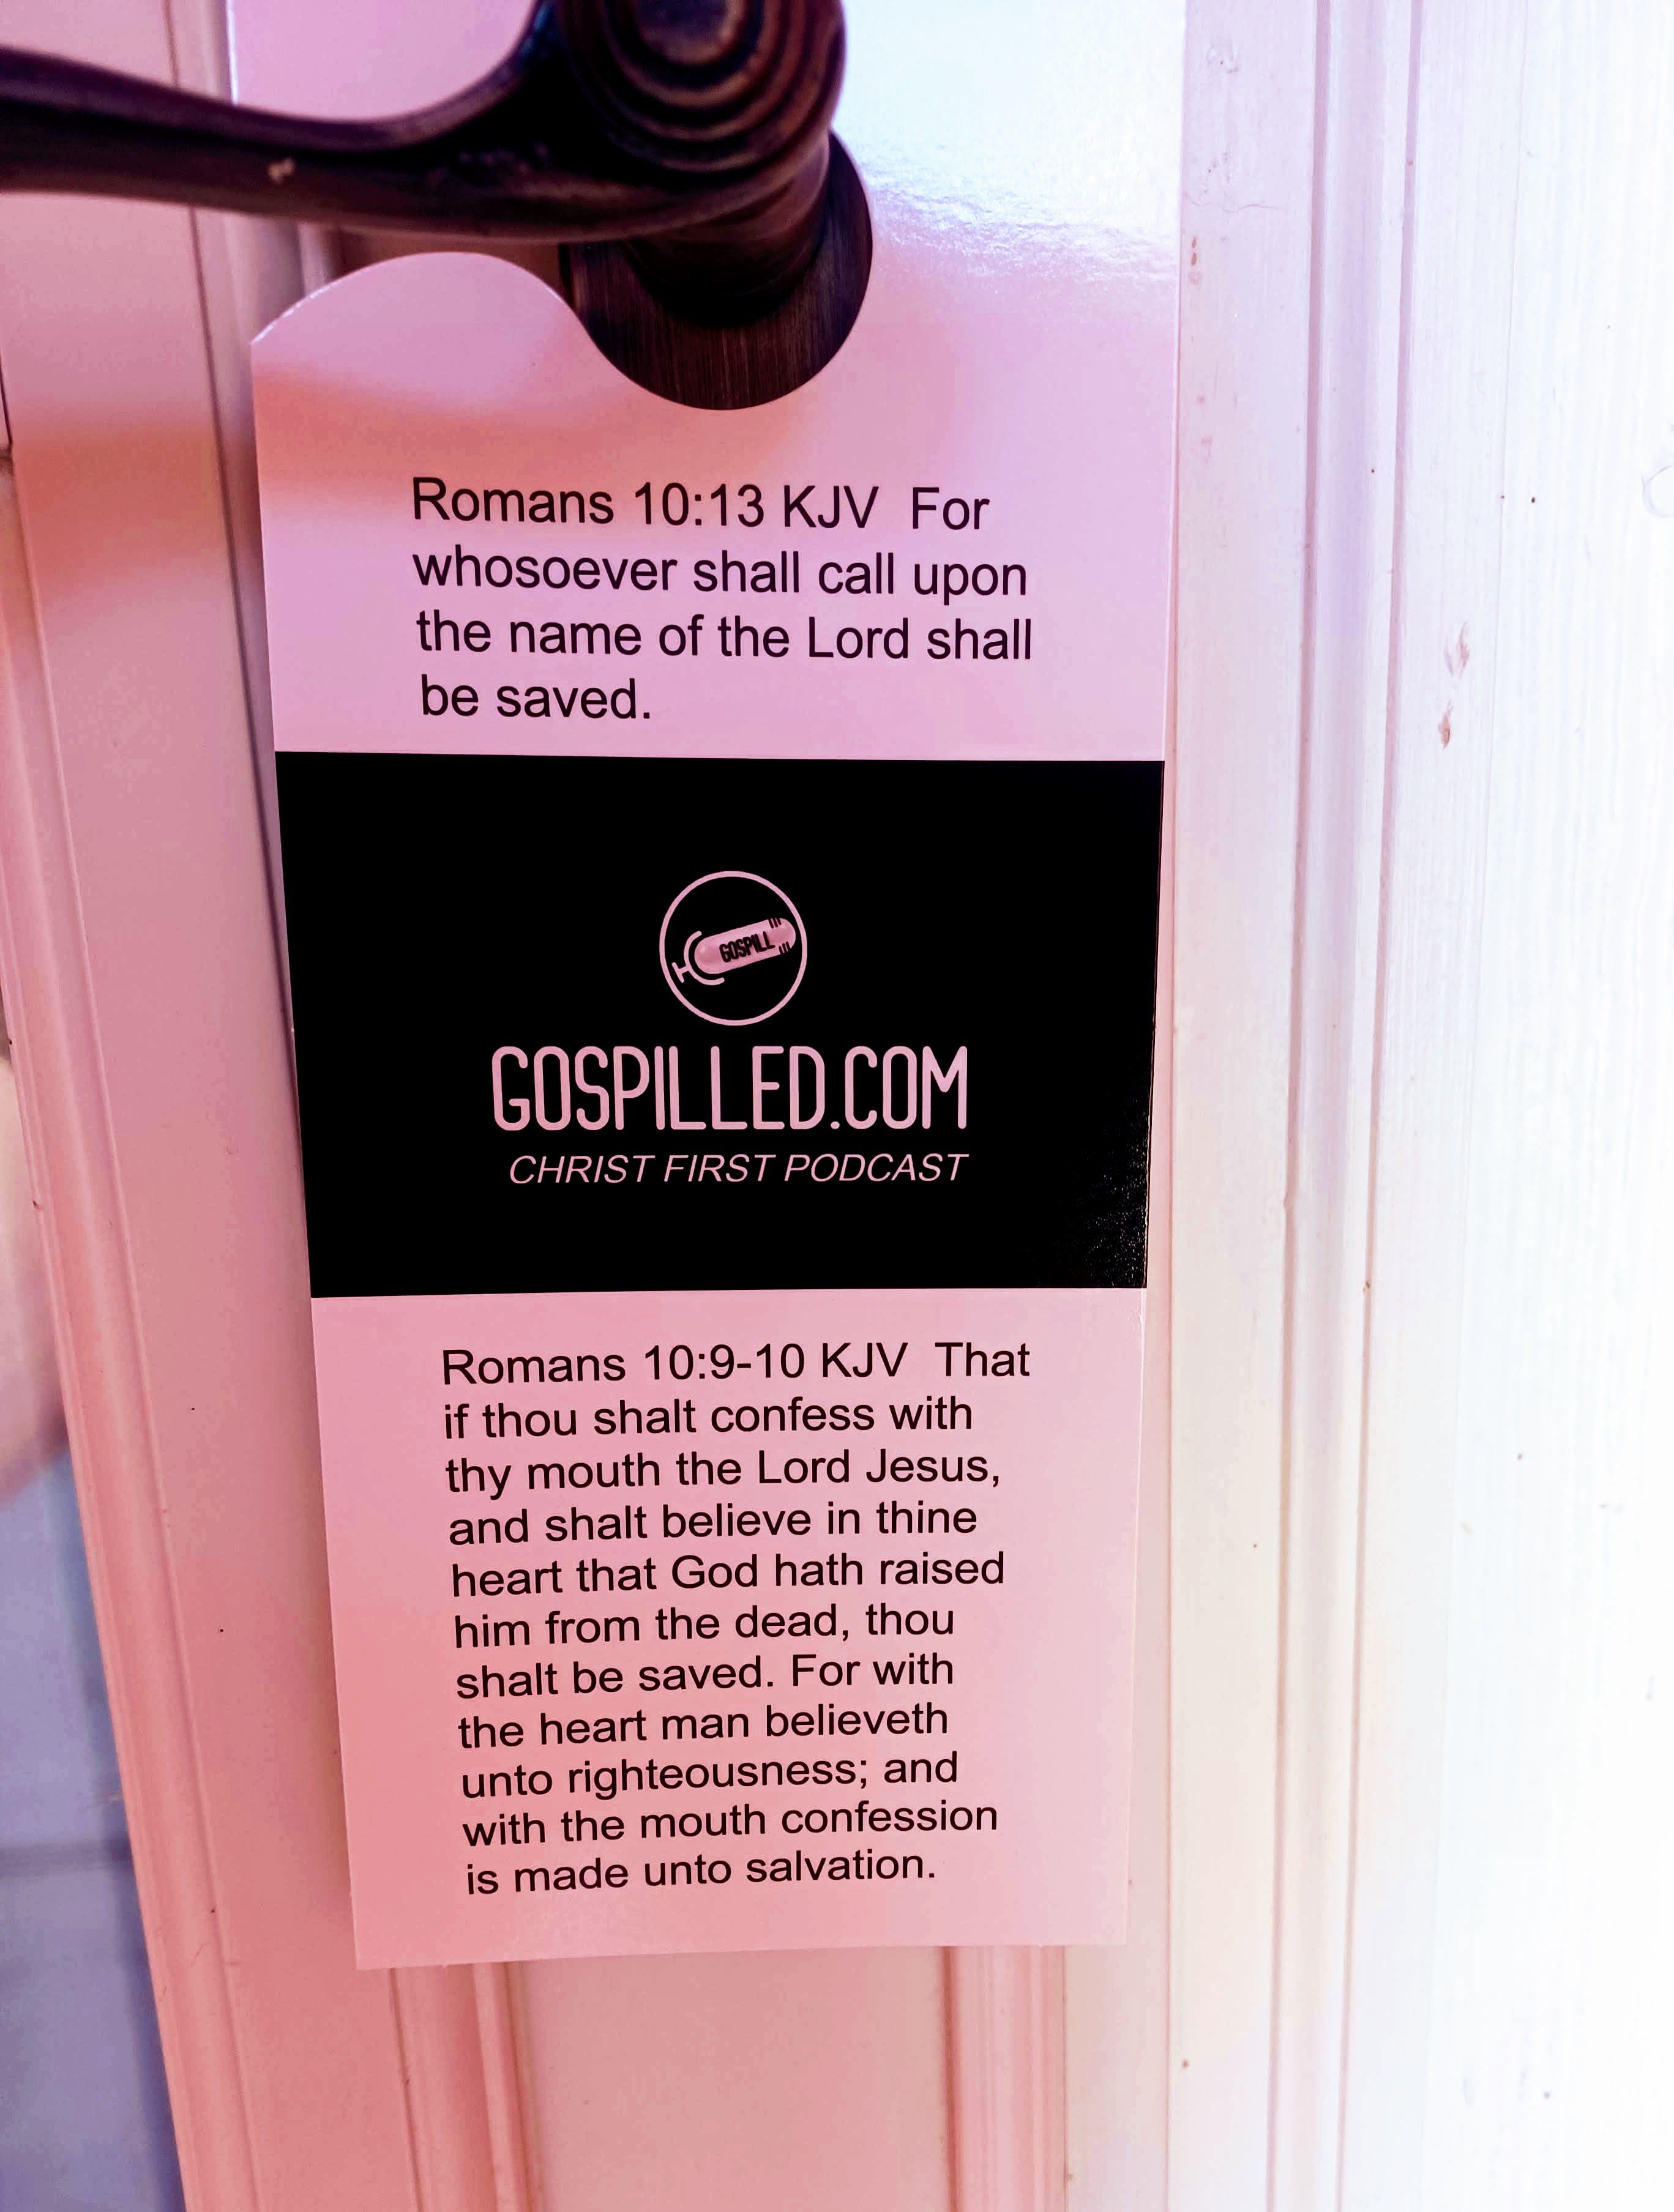 Romans 10:13 KJV  For
whosoever shall call upon
the name of the Lord shall
be saved.
GOSPILL
GOSPILLED.COM
CHRIST FIRST PODCAST
Romans 10:9-10 KJV  That
if thou shalt confess with
thy mouth the Lord Jesus,
and shalt believe in thine
heart that God hath raised
him from the dead, thou
shalt be saved. For with
the heart man believeth
unto righteousness; and
with the mouth confession
is made unto salvation.